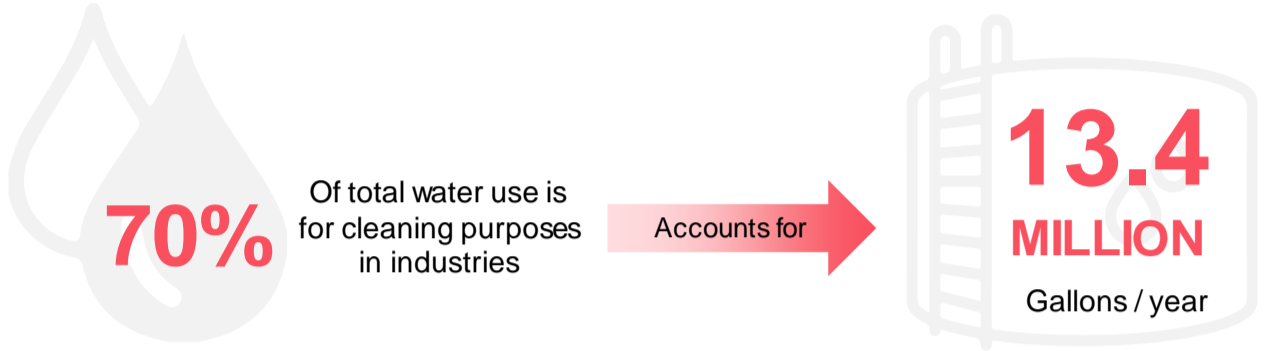 70%
Of total water use is
for cleaning purposes
in industries
Accounts for
13.4
MILLION
Gallons / year